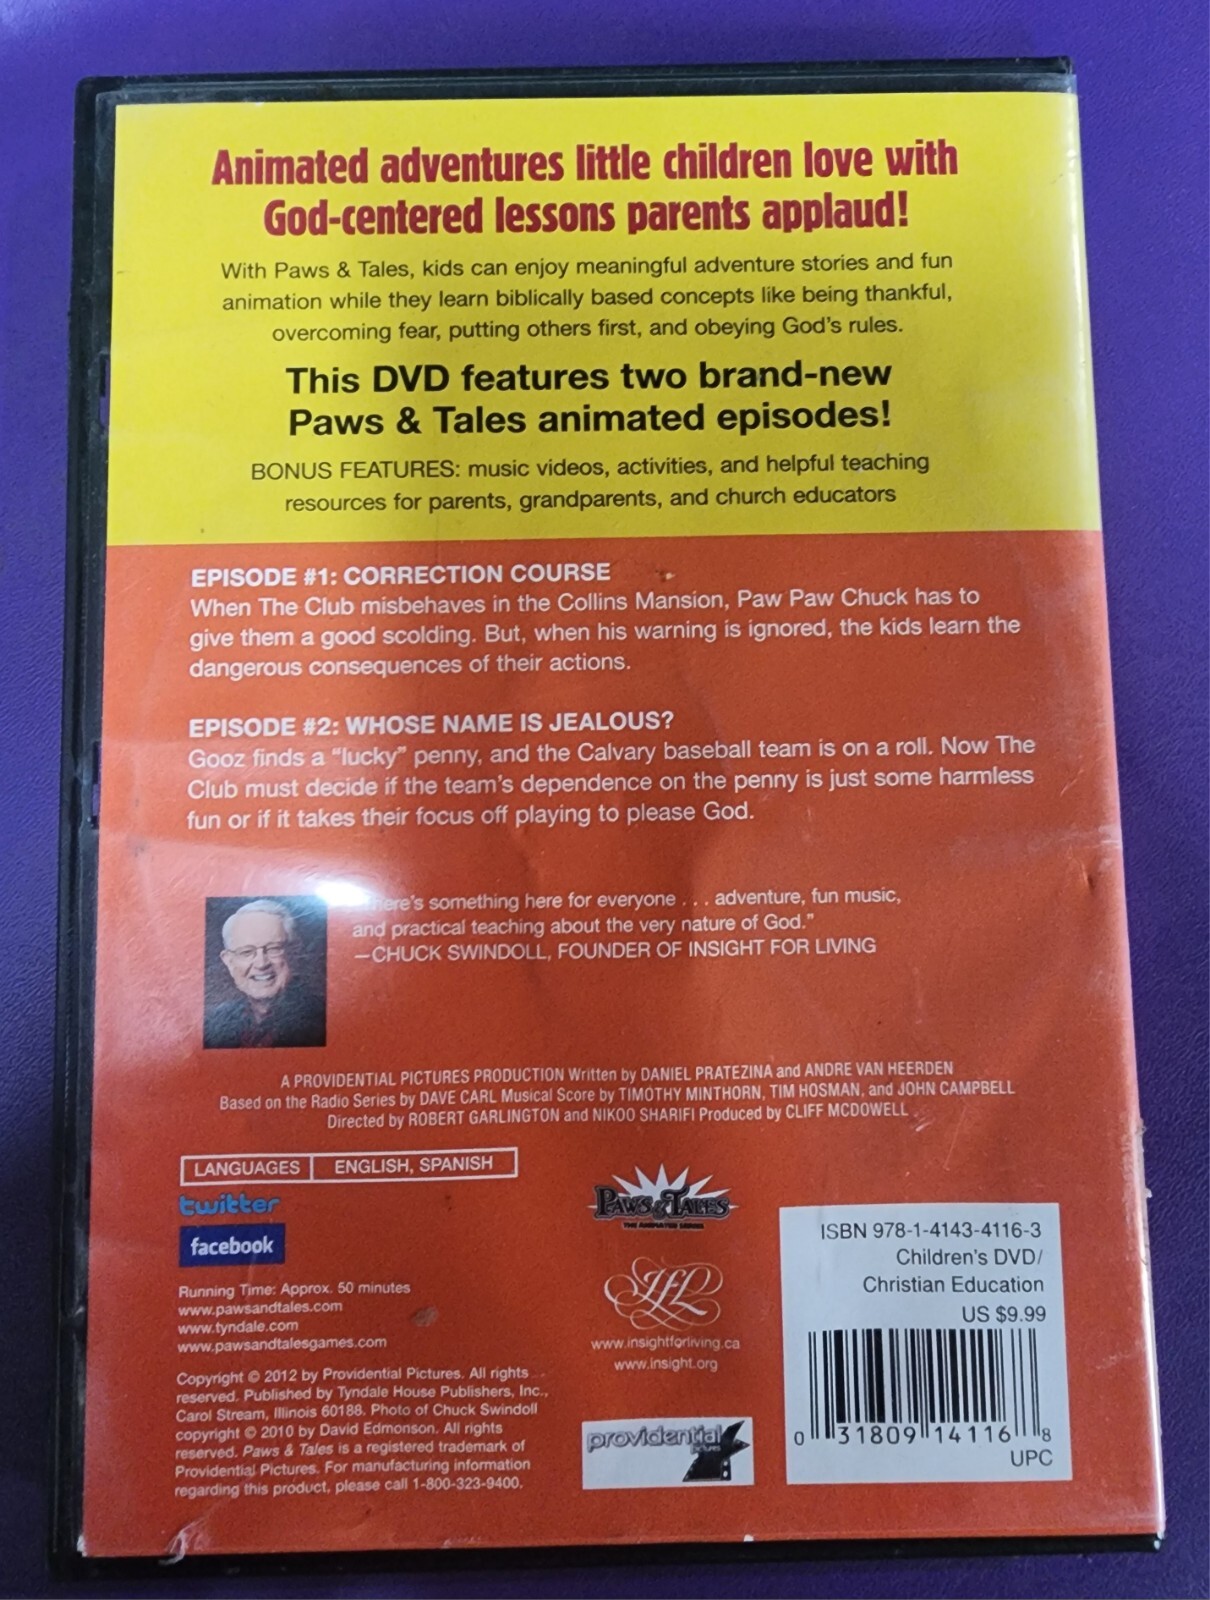 Animated adventures little children love with
God-centered lessons parents applaud!
With Paws & Tales, kids can enjoy meaningful adventure stories and fun
animation while they learn biblically based concepts like being thankful,
overcoming fear, putting others first, and obeying God's rules.
This DVD features two brand-new
Paws & Tales animated episodes!
BONUS FEATURES: music videos, activities, and helpful teaching
resources for parents, grandparents, and church educators
EPISODE #1: CORRECTION COURSE
When The Club misbehaves in the Collins Mansion, Paw Paw Chuck has to
give them a good scolding. But, when his warning is ignored, the kids learn the
dangerous consequences of their actions.
EPISODE #2: WHOSE NAME IS JEALOUS?
Gooz finds a "lucky" penny, and the Calvary baseball team is on a roll. Now The
Club must decide if the team's dependence on the penny is just some harmless
fun or if it takes their focus off playing to please God.
something here for everyone . . . adventure, fun music,
and practical teaching about the very nature of God."
—CHUCK SWINDOLL, FOUNDER OF INSIGHT FOR LIVING
A PROVIDENTIAL PICTURES PRODUCTION Written by DANIEL PRATEZINA and ANDRE VAN HEERDEN
Based on the Radio Series by DAVE CARL Musical Score by TIMOTHY MINTHORN, TIM HOSMAN, and JOHN CAMPBELL
Directed by ROBERT GARLINGTON and NIKOO SHARIFI Produced by CLIFF MCDOWELL
LANGUAGES ENGLISH, SPANISH
twitter
facebook
Running Time: Approx. 50 minutes
www.pawsandtales.com
www.tyndale.com
www.pawsandtalesgames.com
Copyright © 2012 by Providential Pictures. All rights
reserved. Published by Tyndale House Publishers, Inc.,
Carol Stream, Illinois 60188. Photo of Chuck Swindoll
copyright © 2010 by David Edmonson. All rights
reserved. Paws & Tales is a registered trademark of
Providential Pictures. For manufacturing information
regarding this product, please call 1-800-323-9400.
PAWS & TALES
THE ANIMATED SERIES
IFL
www.insightforliving.ca
www.insight.org
providential
pictures
ISBN 978-1-4143-4116-3
Children's DVD/
Christian Education
US $9.99
0 31809 14116 8
UPC